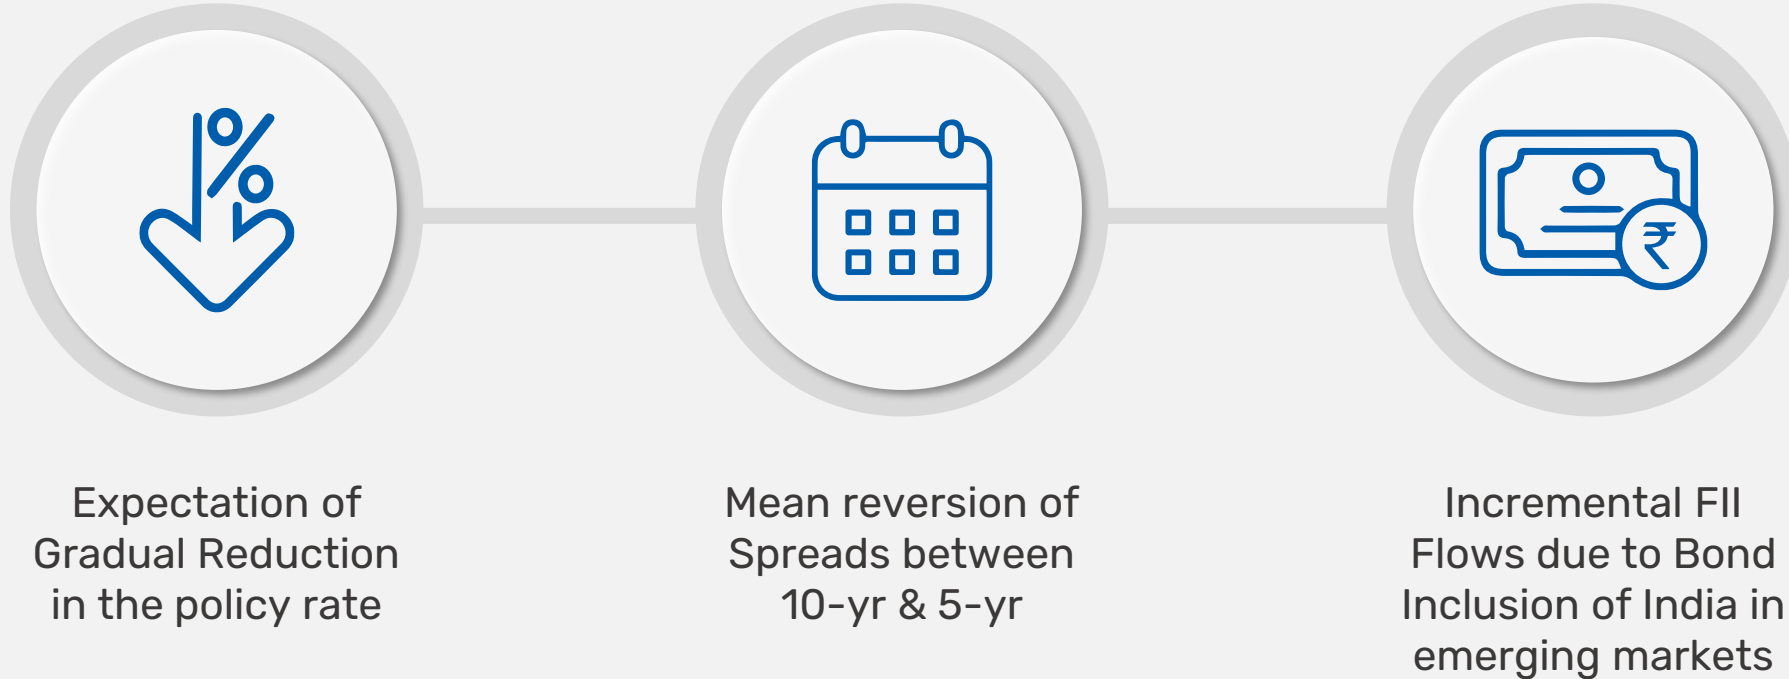 Expectation of
Gradual Reduction
in the policy rate
Mean reversion of
Spreads between
10-yr & 5-yr
₹
Incremental FII
Flows due to Bond
Inclusion of India in
emerging markets